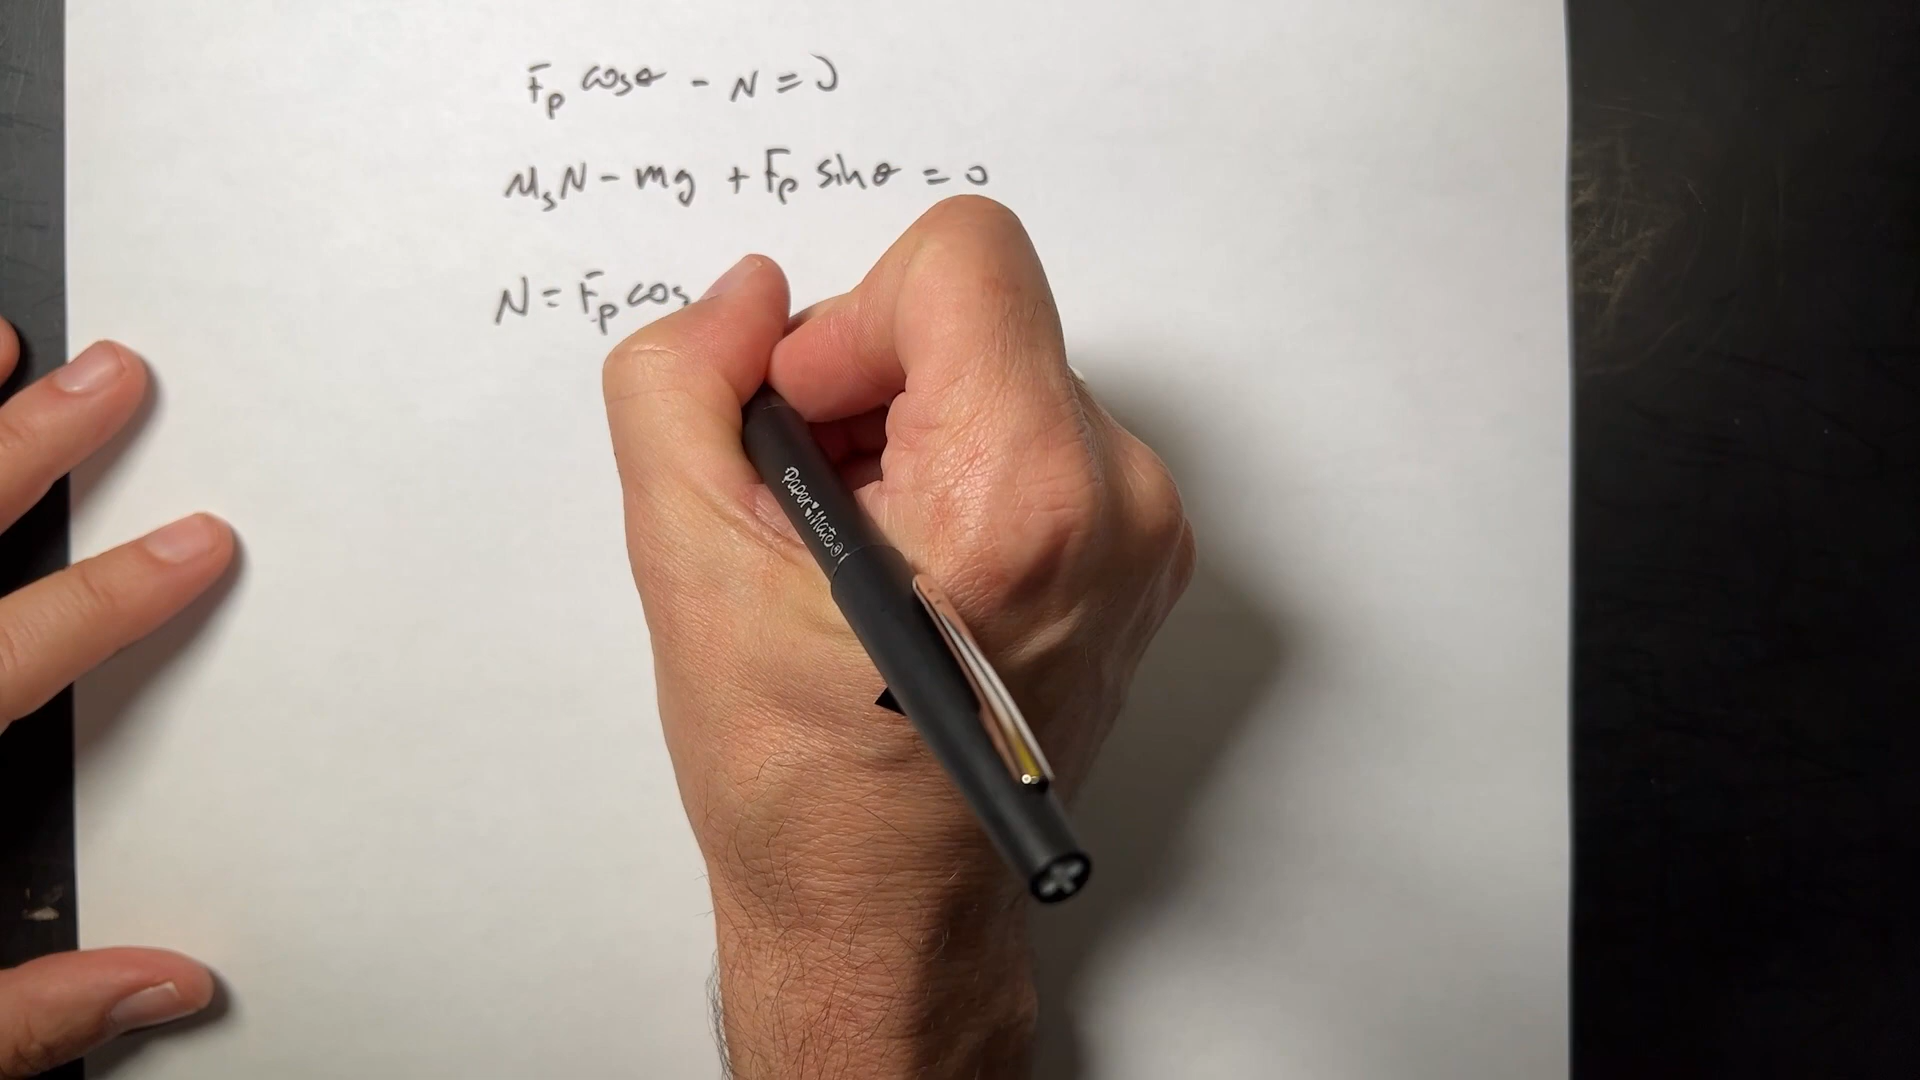 Fp cosθ - N = 0
μsN - mg + Fp sinθ = 0
N = Fp cos
Paper Mate®